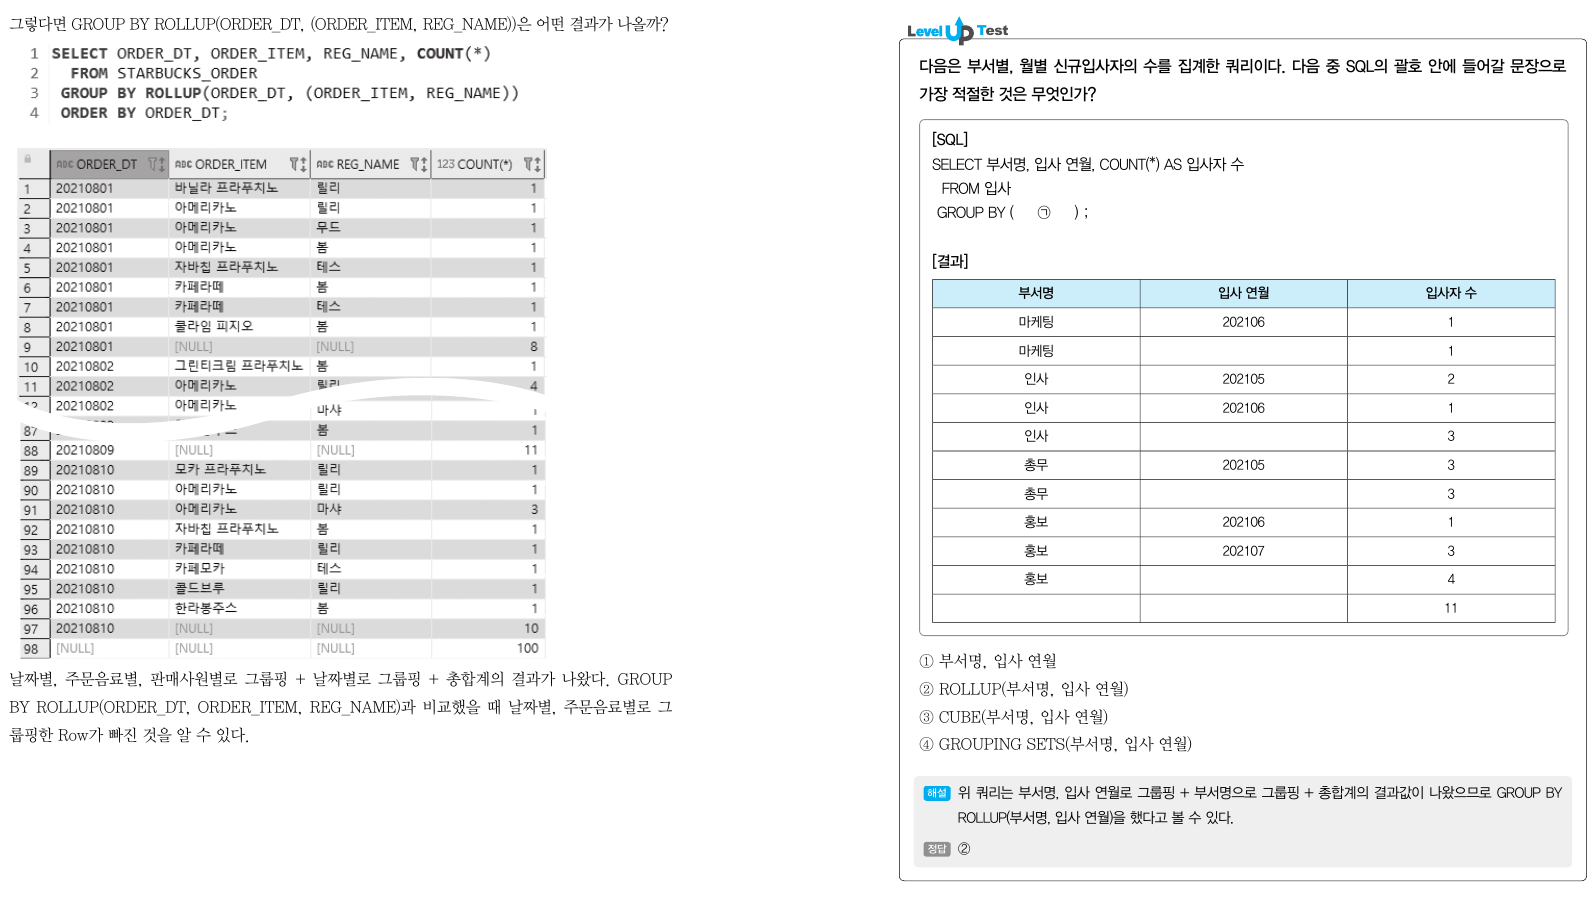 그렇다면 GROUP BY ROLLUP(ORDER_DT, (ORDER_ITEM, REG_NAME))은 어떤 결과가 나올까?
1 SELECT ORDER_DT, ORDER_ITEM, REG_NAME, COUNT(*)
2 FROM STARBUCKS_ORDER
3 GROUP BY ROLLUP(ORDER_DT, (ORDER_ITEM, REG_NAME))
4 ORDER BY ORDER_DT;
ABC ORDER_DT ABC ORDER_ITEM ABC REG_NAME 123 COUNT(*)
1 20210801 바닐라 프라푸치노 릴리 1
2 20210801 아메리카노 릴리 1
3 20210801 아메리카노 무드 1
4 20210801 아메리카노 봄 1
5 20210801 자바칩 프라푸치노 테스 1
6 20210801 카페라떼 봄 1
7 20210801 카페라떼 테스 1
8 20210801 쿨라임 피지오 봄 1
9 20210801 [NULL] [NULL] 8
10 20210802 그린티크림 프라푸치노 봄 1
11 20210802 아메리카노 릴리 4
12 20210802 아메리카노 마샤 1
87 봄 1
88 20210809 [NULL] [NULL] 11
89 20210810 모카 프라푸치노 릴리 1
90 20210810 아메리카노 릴리 1
91 20210810 아메리카노 마샤 3
92 20210810 자바칩 프라푸치노 봄 1
93 20210810 카페라떼 릴리 1
94 20210810 카페모카 테스 1
95 20210810 콜드브루 릴리 1
96 20210810 한라봉주스 봄 1
97 20210810 [NULL] [NULL] 10
98 [NULL] [NULL] [NULL] 100
날짜별, 주문음료별, 판매사원별로 그룹핑 + 날짜별로 그룹핑 + 총합계의 결과가 나왔다. GROUP
BY ROLLUP(ORDER_DT, ORDER_ITEM, REG_NAME)과 비교했을 때 날짜별, 주문음료별로 그
룹핑한 Row가 빠진 것을 알 수 있다.
Level Up Test
다음은 부서별, 월별 신규입사자의 수를 집계한 쿼리이다. 다음 중 SQL의 괄호 안에 들어갈 문장으로
가장 적절한 것은 무엇인가?
[SQL]
SELECT 부서명, 입사 연월, COUNT(*) AS 입사자 수
FROM 입사
GROUP BY ( ㉠ ) ;
[결과]
부서명 입사 연월 입사자 수
마케팅 202106 1
마케팅 1
인사 202105 2
인사 202106 1
인사 3
총무 202105 3
총무 3
홍보 202106 1
홍보 202107 3
홍보 4
11
① 부서명, 입사 연월
② ROLLUP(부서명, 입사 연월)
③ CUBE(부서명, 입사 연월)
④ GROUPING SETS(부서명, 입사 연월)
해설 위 쿼리는 부서명, 입사 연월로 그룹핑 + 부서명으로 그룹핑 + 총합계의 결과값이 나왔으므로 GROUP BY
ROLLUP(부서명, 입사 연월)을 했다고 볼 수 있다.
정답 ②